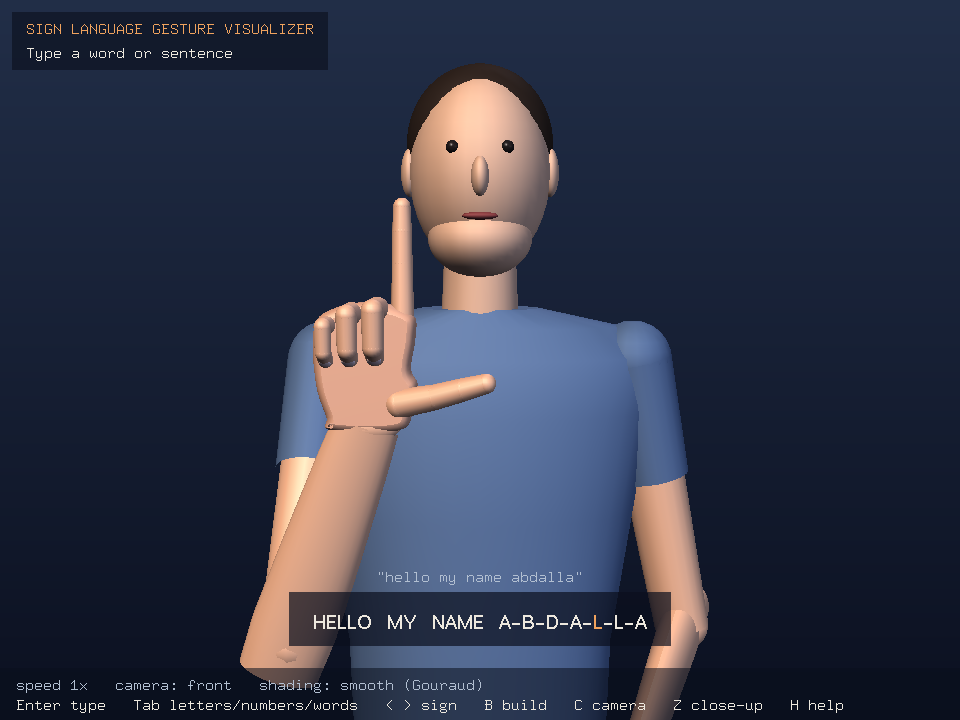 SIGN LANGUAGE GESTURE VISUALIZER
Type a word or sentence
"hello my name abdalla"
HELLO MY NAME A-B-D-A-L-L-A
speed 1x camera: front shading: smooth (Gouraud)
Enter type Tab letters/numbers/words < > sign B build C camera Z close-up H help